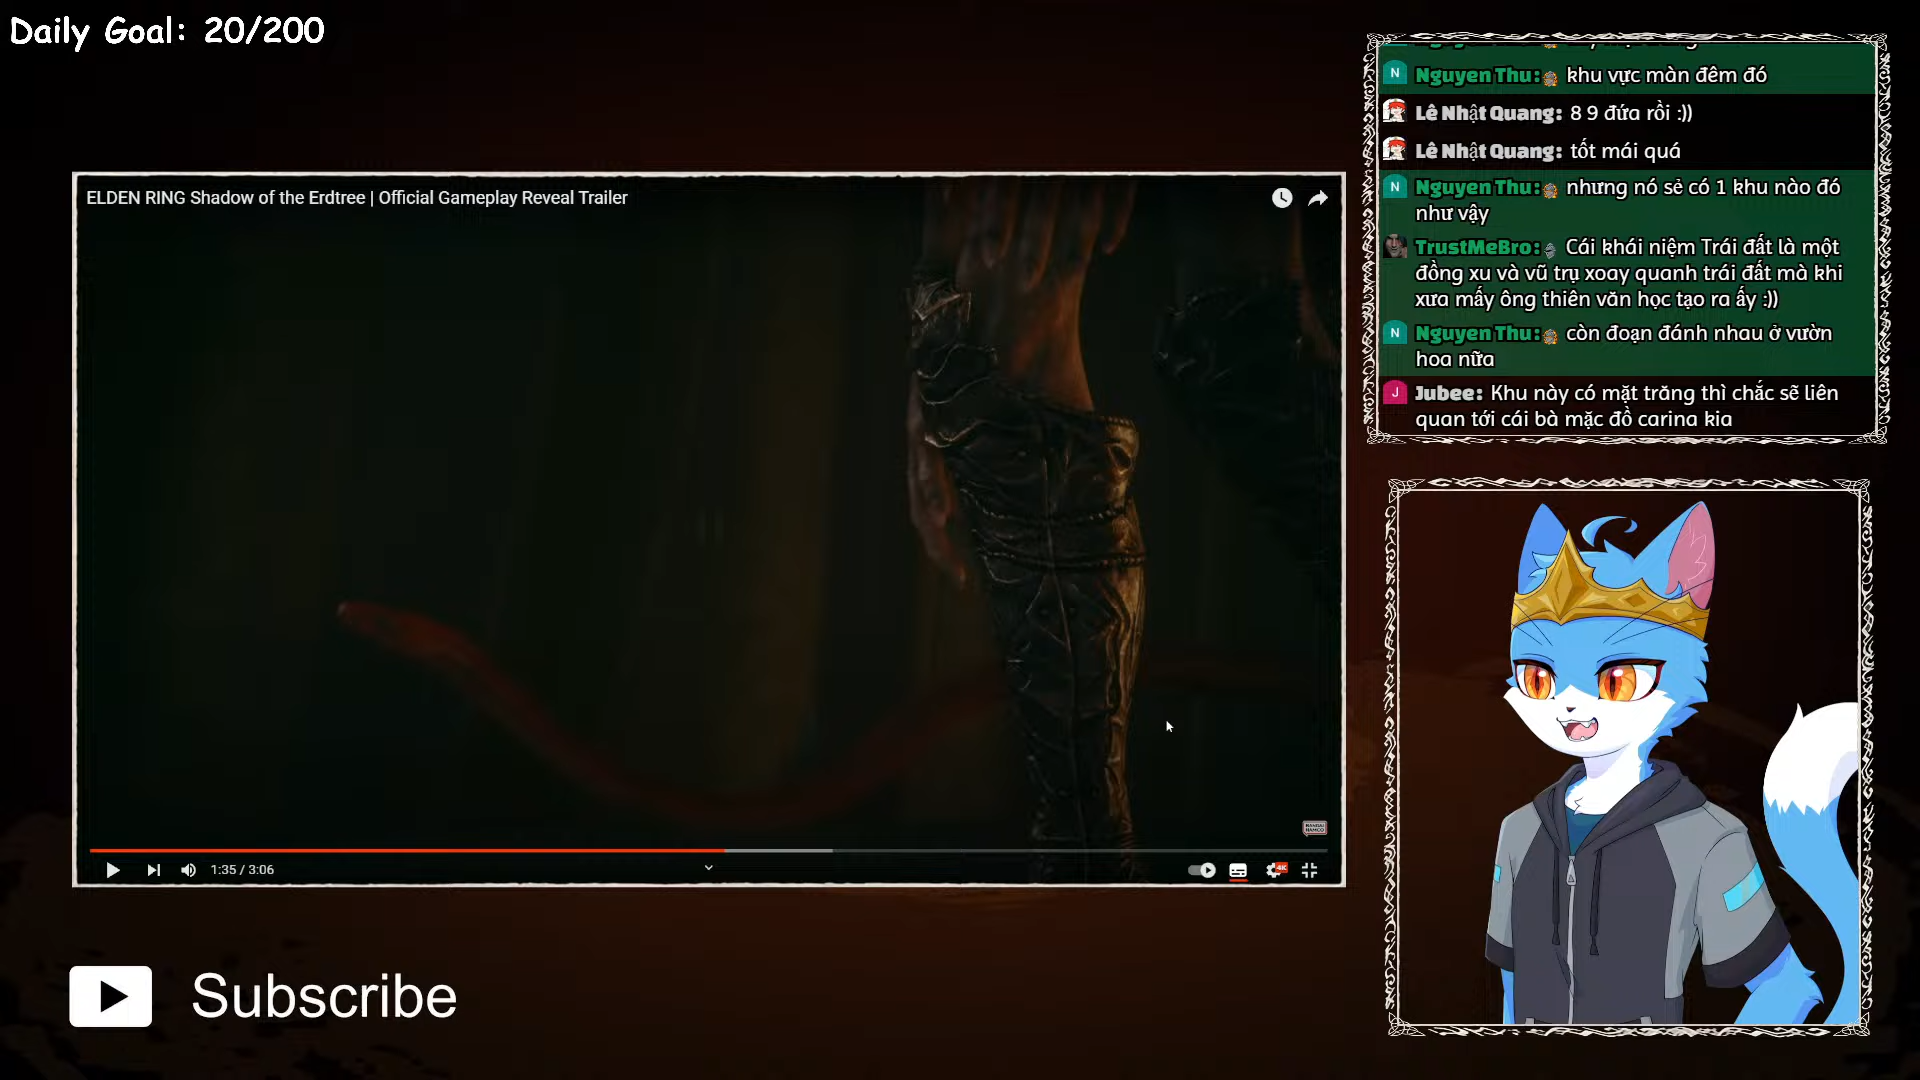 Daily Goal: 20/200
ELDEN RING Shadow of the Erdtree | Official Gameplay Reveal Trailer
1:35 / 3:06
4K
BANDAI
NAMCO
Subscribe
N Nguyen Thu: khu vực màn đêm đó
Lê Nhật Quang: 8 9 đứa rồi :))
Lê Nhật Quang: tốt mái quá
N Nguyen Thu: nhưng nó sẻ có 1 khu nào đó
như vậy
TrustMeBro: Cái khái niệm Trái đất là một
đồng xu và vũ trụ xoay quanh trái đất mà khi
xưa mấy ông thiên văn học tạo ra ấy :))
N Nguyen Thu: còn đoạn đánh nhau ở vườn
hoa nữa
J Jubee: Khu này có mặt trăng thì chắc sẽ liên
quan tới cái bà mặc đồ carina kia